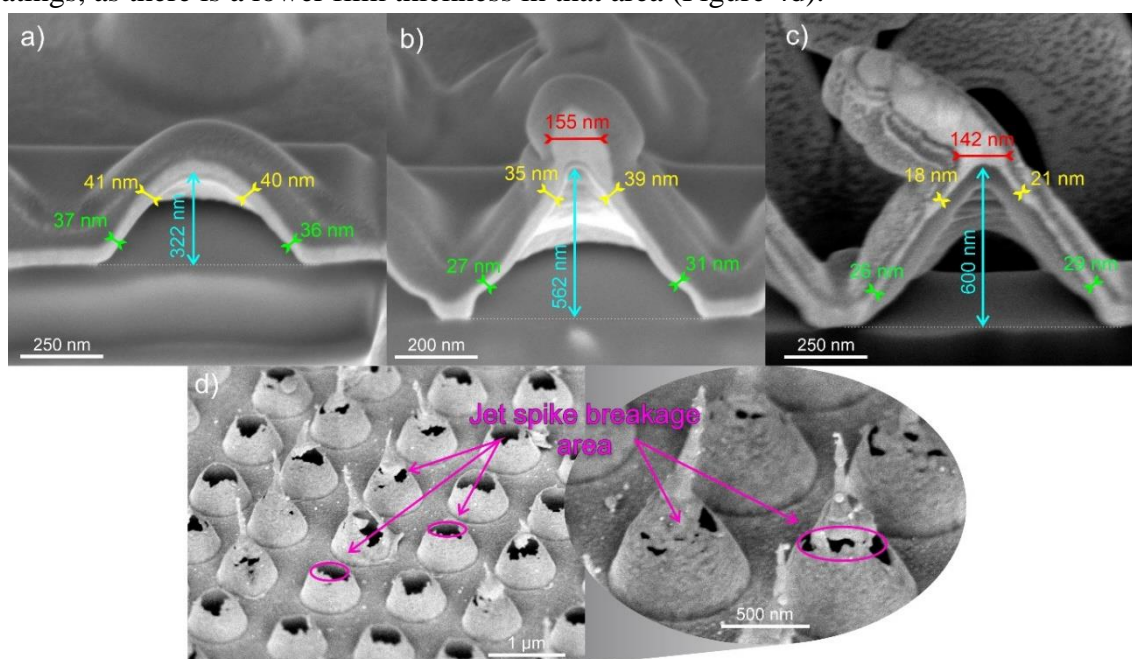 atings, as there is a lower film thickness in that area (Figure 4d).
a)
41 nm
40 nm
37 nm
322 nm
36 nm
250 nm
b)
155 nm
35 nm
39 nm
27 nm
562 nm
31 nm
200 nm
c)
142 nm
18 nm
21 nm
26 nm
600 nm
29 nm
250 nm
d)
Jet spike breakage
area
1 µm
500 nm